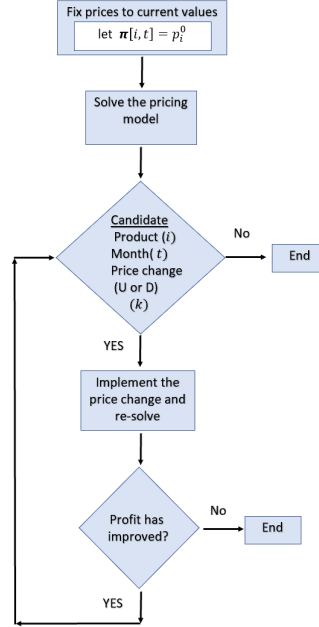 Fix prices to current values
let π[i, t] = p_i^0
Solve the pricing
model
Candidate
Product (i)
Month( t)
Price change
(U or D)
(k)
No
End
YES
Implement the
price change and
re-solve
Profit has
improved?
No
End
YES